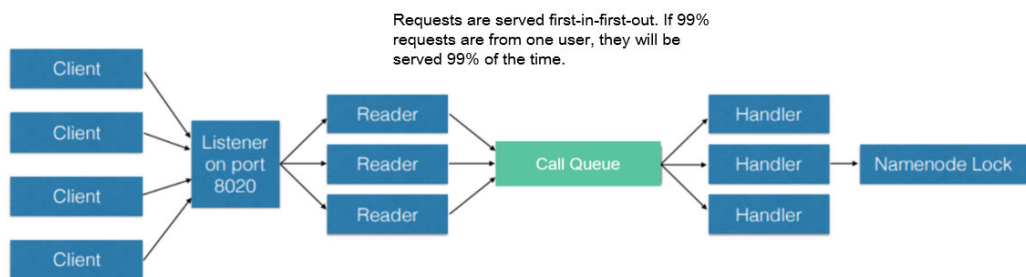 Requests are served first-in-first-out. If 99%
requests are from one user, they will be
served 99% of the time.
Client
Client
Client
Client
Listener
on port
8020
Reader
Reader
Reader
Call Queue
Handler
Handler
Handler
Namenode Lock